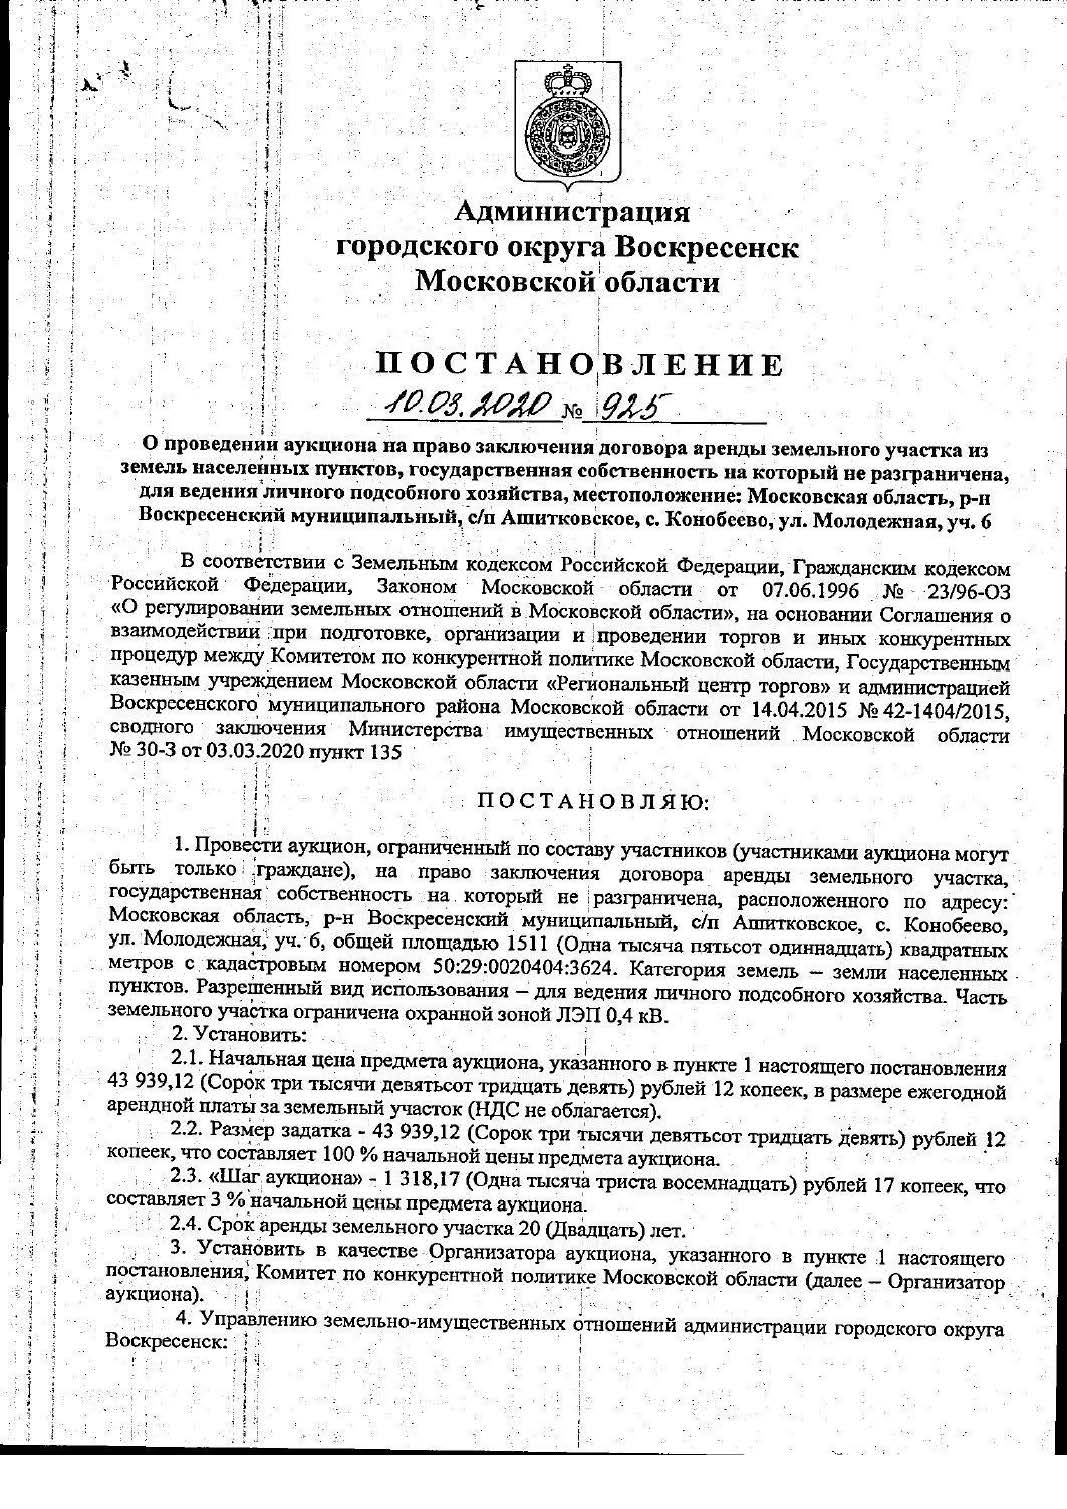 Администрация
городского округа Воскресенск
Московской области
ПОСТАНОВЛЕНИЕ
10.03.2020 № 925
О проведении аукциона на право заключения договора аренды земельного участка из
земель населенных пунктов, государственная собственность на который не разграничена,
для ведения личного подсобного хозяйства, местоположение: Московская область, р-н
Воскресенский муниципальный, с/п Ашитковское, с. Конобеево, ул. Молодежная, уч. 6
В соответствии с Земельным кодексом Российской Федерации, Гражданским кодексом
Российской Федерации, Законом Московской области от 07.06.1996 № 23/96-ОЗ
«О регулировании земельных отношений в Московской области», на основании Соглашения о
взаимодействии при подготовке, организации и проведении торгов и иных конкурентных
процедур между Комитетом по конкурентной политике Московской области, Государственным
казенным учреждением Московской области «Региональный центр торгов» и администрацией
Воскресенского муниципального района Московской области от 14.04.2015 № 42-1404/2015,
сводного заключения Министерства имущественных отношений Московской области
№ 30-З от 03.03.2020 пункт 135
ПОСТАНОВЛЯЮ:
1. Провести аукцион, ограниченный по составу участников (участниками аукциона могут
быть только граждане), на право заключения договора аренды земельного участка,
государственная собственность на который не разграничена, расположенного по адресу:
Московская область, р-н Воскресенский муниципальный, с/п Ашитковское, с. Конобеево,
ул. Молодежная, уч. 6, общей площадью 1511 (Одна тысяча пятьсот одиннадцать) квадратных
метров с кадастровым номером 50:29:0020404:3624. Категория земель – земли населенных
пунктов. Разрешенный вид использования – для ведения личного подсобного хозяйства. Часть
земельного участка ограничена охранной зоной ЛЭП 0,4 кВ.
2. Установить:
2.1. Начальная цена предмета аукциона, указанного в пункте 1 настоящего постановления
43 939,12 (Сорок три тысячи девятьсот тридцать девять) рублей 12 копеек, в размере ежегодной
арендной платы за земельный участок (НДС не облагается).
2.2. Размер задатка - 43 939,12 (Сорок три тысячи девятьсот тридцать девять) рублей 12
копеек, что составляет 100 % начальной цены предмета аукциона.
2.3. «Шаг аукциона» - 1 318,17 (Одна тысяча триста восемнадцать) рублей 17 копеек, что
составляет 3 % начальной цены предмета аукциона.
2.4. Срок аренды земельного участка 20 (Двадцать) лет.
3. Установить в качестве Организатора аукциона, указанного в пункте 1 настоящего
постановления, Комитет по конкурентной политике Московской области (далее – Организатор
аукциона).
4. Управлению земельно-имущественных отношений администрации городского округа
Воскресенск: